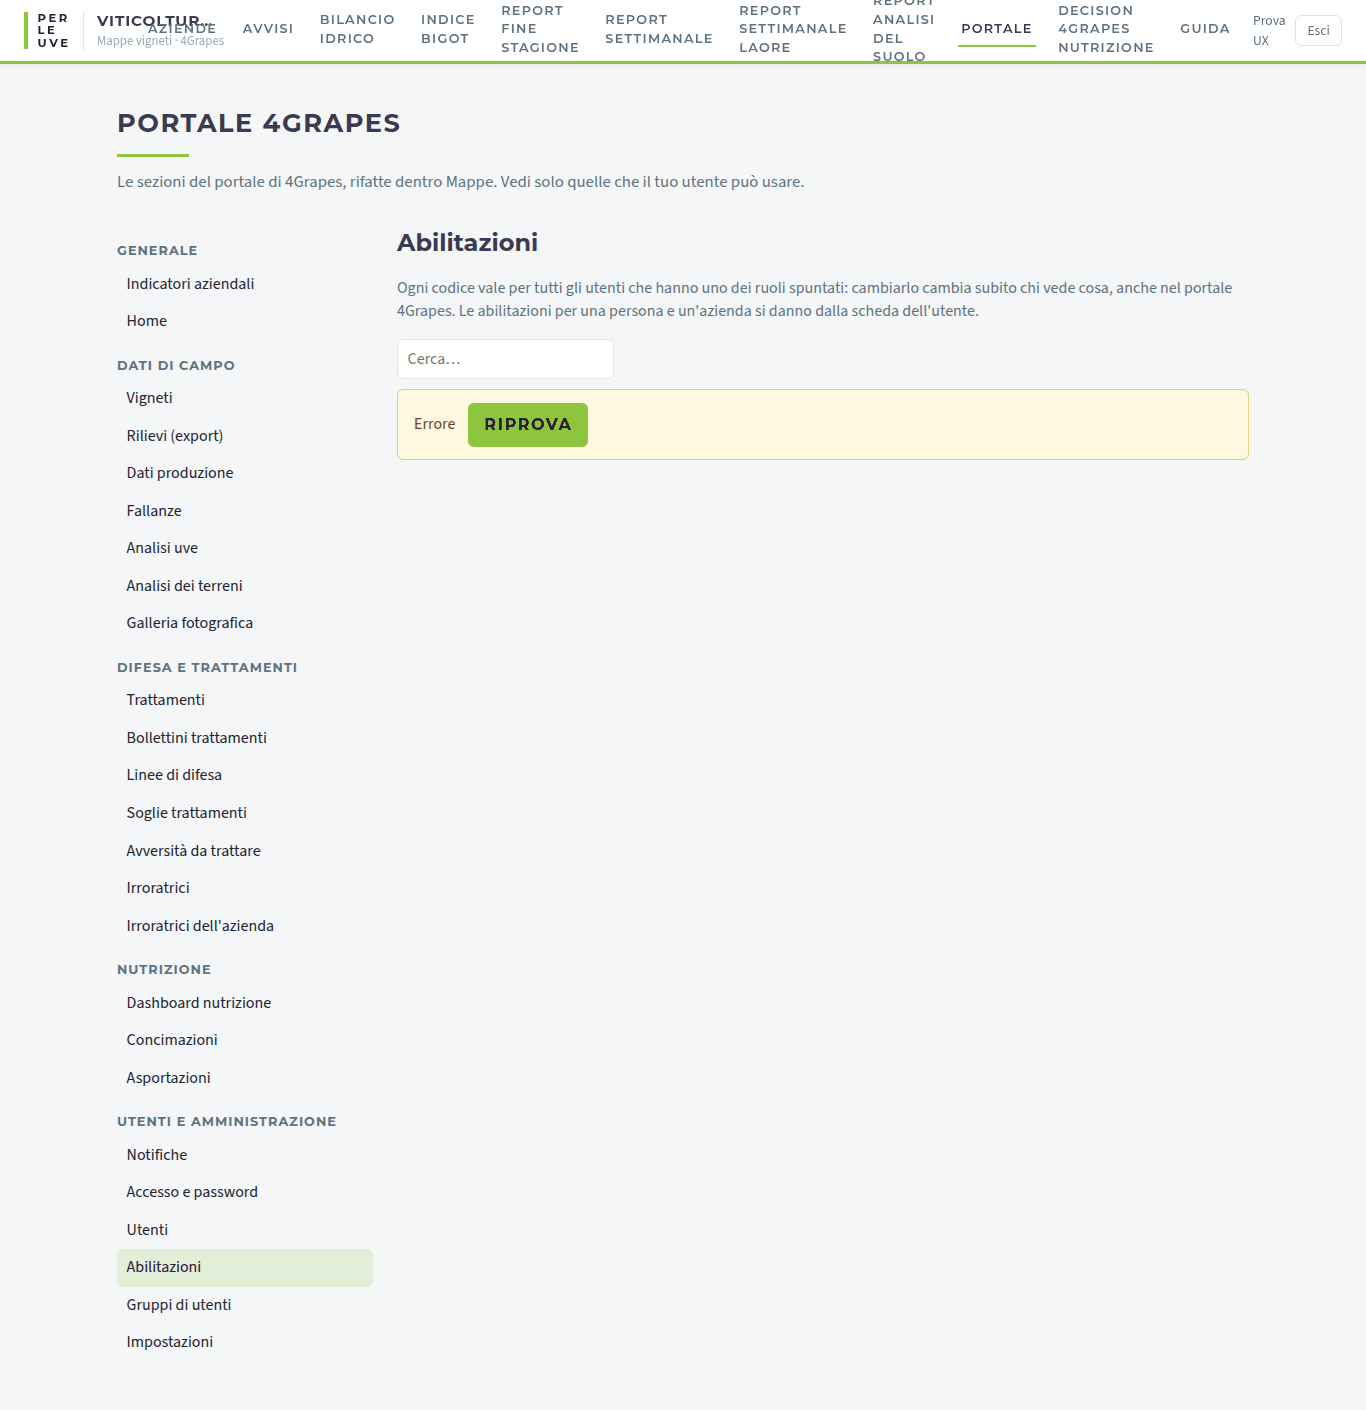 PER
LE
UVE
VITICOLTUR...
Mappe vigneti · 4Grapes
AZIENDE
AVVISI
BILANCIO
IDRICO
INDICE
BIGOT
REPORT
FINE
STAGIONE
REPORT
SETTIMANALE
REPORT
SETTIMANALE
LAORE
REPORT
ANALISI
DEL
SUOLO
PORTALE
DECISION
4GRAPES
NUTRIZIONE
GUIDA
Prova
UX
Esci
PORTALE 4GRAPES
Le sezioni del portale di 4Grapes, rifatte dentro Mappe. Vedi solo quelle che il tuo utente può usare.
GENERALE
Indicatori aziendali
Home
DATI DI CAMPO
Vigneti
Rilievi (export)
Dati produzione
Fallanze
Analisi uve
Analisi dei terreni
Galleria fotografica
DIFESA E TRATTAMENTI
Trattamenti
Bollettini trattamenti
Linee di difesa
Soglie trattamenti
Avversità da trattare
Irroratrici
Irroratrici dell'azienda
NUTRIZIONE
Dashboard nutrizione
Concimazioni
Asportazioni
UTENTI E AMMINISTRAZIONE
Notifiche
Accesso e password
Utenti
Abilitazioni
Gruppi di utenti
Impostazioni
Abilitazioni
Ogni codice vale per tutti gli utenti che hanno uno dei ruoli spuntati: cambiarlo cambia subito chi vede cosa, anche nel portale
4Grapes. Le abilitazioni per una persona e un'azienda si danno dalla scheda dell'utente.
Cerca…
Errore
RIPROVA